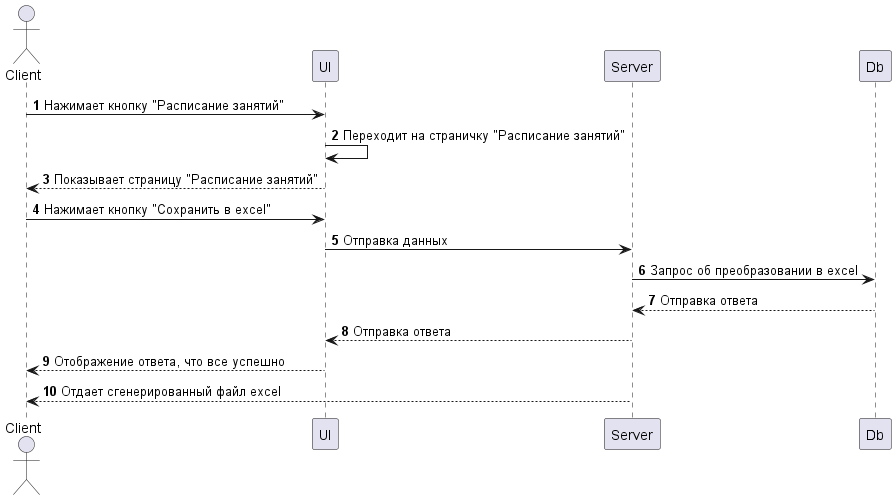 Client
UI
Server
Db
1 Нажимает кнопку "Расписание занятий"
2 Переходит на страничку "Расписание занятий"
3 Показывает страницу "Расписание занятий"
4 Нажимает кнопку "Сохранить в excel"
5 Отправка данных
6 Запрос об преобразовании в excel
7 Отправка ответа
8 Отправка ответа
9 Отображение ответа, что все успешно
10 Отдает сгенерированный файл excel
Client
UI
Server
Db